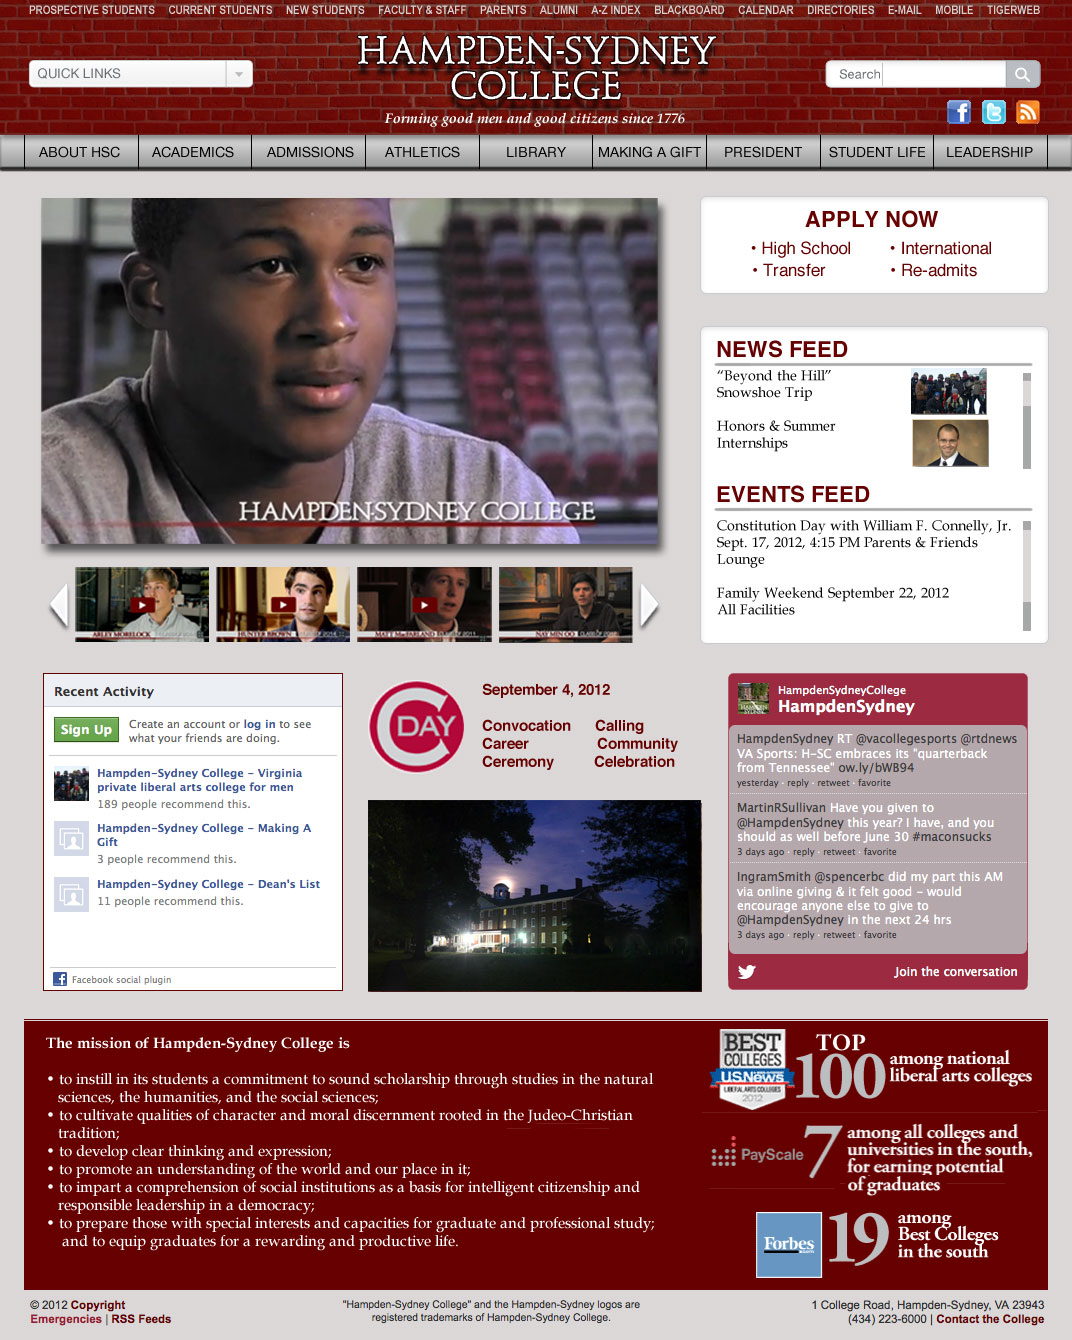 PROSPECTIVE STUDENTS CURRENT STUDENTS NEW STUDENTS FACULTY & STAFF PARENTS ALUMNI A-Z INDEX BLACKBOARD CALENDAR DIRECTORIES E-MAIL MOBILE TIGERWEB
HAMPDEN-SYDNEY
COLLEGE
Forming good men and good citizens since 1776
QUICK LINKS
Search
ABOUT HSC ACADEMICS ADMISSIONS ATHLETICS LIBRARY MAKING A GIFT PRESIDENT STUDENT LIFE LEADERSHIP
HAMPDEN-SYDNEY COLLEGE
ARLEY MORELOCK
HUNTER BROWN
MATT MACFARLAND
NAY MIN OO
APPLY NOW
• High School • International
• Transfer • Re-admits
NEWS FEED
“Beyond the Hill”
Snowshoe Trip
Honors & Summer
Internships
EVENTS FEED
Constitution Day with William F. Connelly, Jr.
Sept. 17, 2012, 4:15 PM Parents & Friends
Lounge
Family Weekend September 22, 2012
All Facilities
Recent Activity
Sign Up
Create an account or log in to see
what your friends are doing.
Hampden-Sydney College - Virginia
private liberal arts college for men
189 people recommend this.
Hampden-Sydney College - Making A
Gift
3 people recommend this.
Hampden-Sydney College - Dean's List
11 people recommend this.
Facebook social plugin
C DAY
September 4, 2012
Convocation Calling
Career Community
Ceremony Celebration
HampdenSydneyCollege
HampdenSydney
HampdenSydney RT @vacollegesports @rtdnews
VA Sports: H-SC embraces its "quarterback
from Tennessee" ow.ly/bWB94
yesterday · reply · retweet · favorite
MartinRSullivan Have you given to
@HampdenSydney this year? I have, and you
should as well before June 30 #maconsucks
3 days ago · reply · retweet · favorite
IngramSmith @spencerbc did my part this AM
via online giving & it felt good - would
encourage anyone else to give to
@HampdenSydney in the next 24 hrs
3 days ago · reply · retweet · favorite
Join the conversation
The mission of Hampden-Sydney College is
• to instill in its students a commitment to sound scholarship through studies in the natural
sciences, the humanities, and the social sciences;
• to cultivate qualities of character and moral discernment rooted in the Judeo-Christian
tradition;
• to develop clear thinking and expression;
• to promote an understanding of the world and our place in it;
• to impart a comprehension of social institutions as a basis for intelligent citizenship and
responsible leadership in a democracy;
• to prepare those with special interests and capacities for graduate and professional study;
and to equip graduates for a rewarding and productive life.
BEST
COLLEGES
USNews
LIBERAL ARTS COLLEGES
2012
TOP
100
among national
liberal arts colleges
PayScale
7
among all colleges and
universities in the south,
for earning potential
of graduates
Forbes
19
among
Best Colleges
in the south
© 2012 Copyright
Emergencies | RSS Feeds
"Hampden-Sydney College" and the Hampden-Sydney logos are
registered trademarks of Hampden-Sydney College.
1 College Road, Hampden-Sydney, VA 23943
(434) 223-6000 | Contact the College